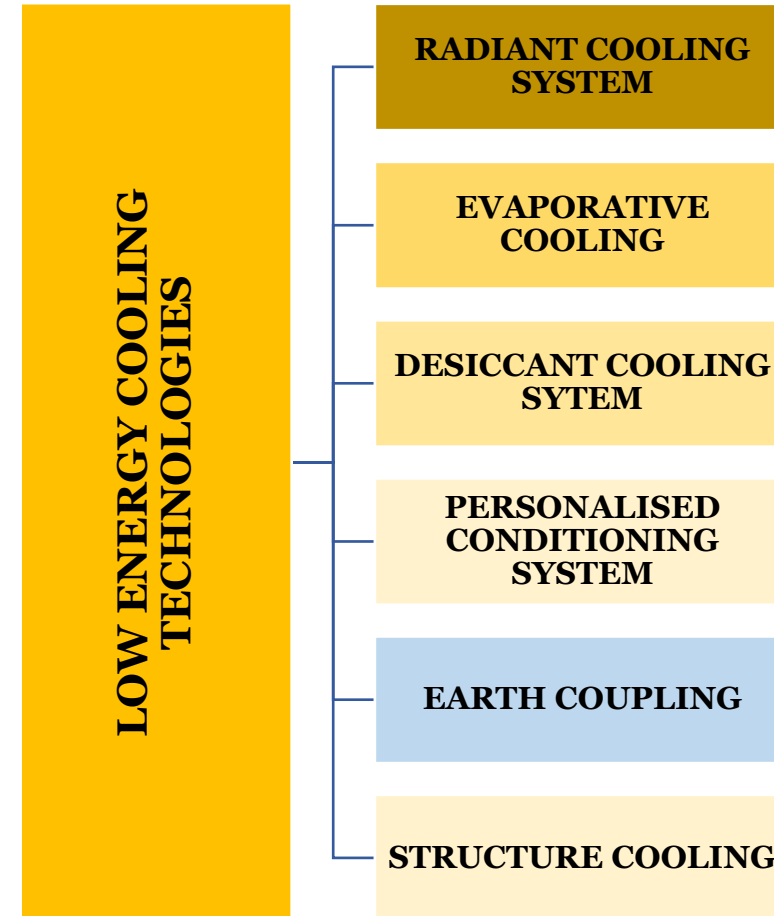 LOW ENERGY COOLING
TECHNOLOGIES
RADIANT COOLING
SYSTEM
EVAPORATIVE
COOLING
DESICCANT COOLING
SYTEM
PERSONALISED
CONDITIONING
SYSTEM
EARTH COUPLING
STRUCTURE COOLING